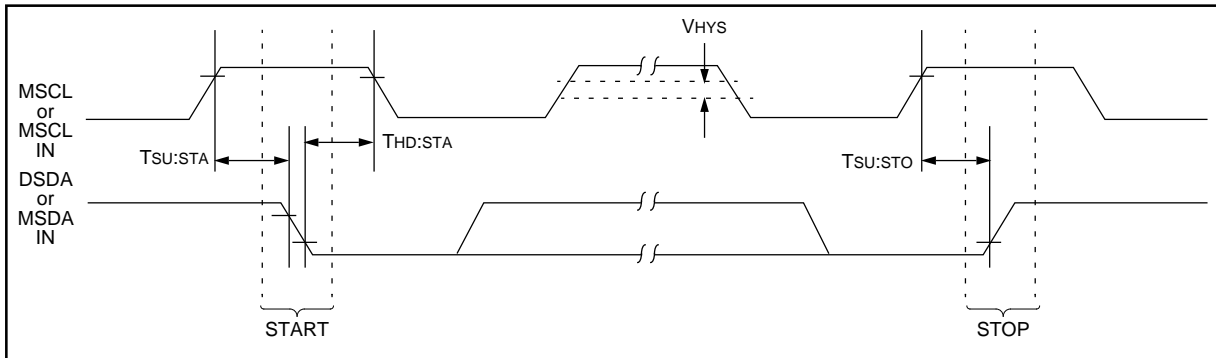 VHYS
MSCL
or
MSCL
IN
TSU:STA
THD:STA
TSU:STO
DSDA
or
MSDA
IN
START
STOP